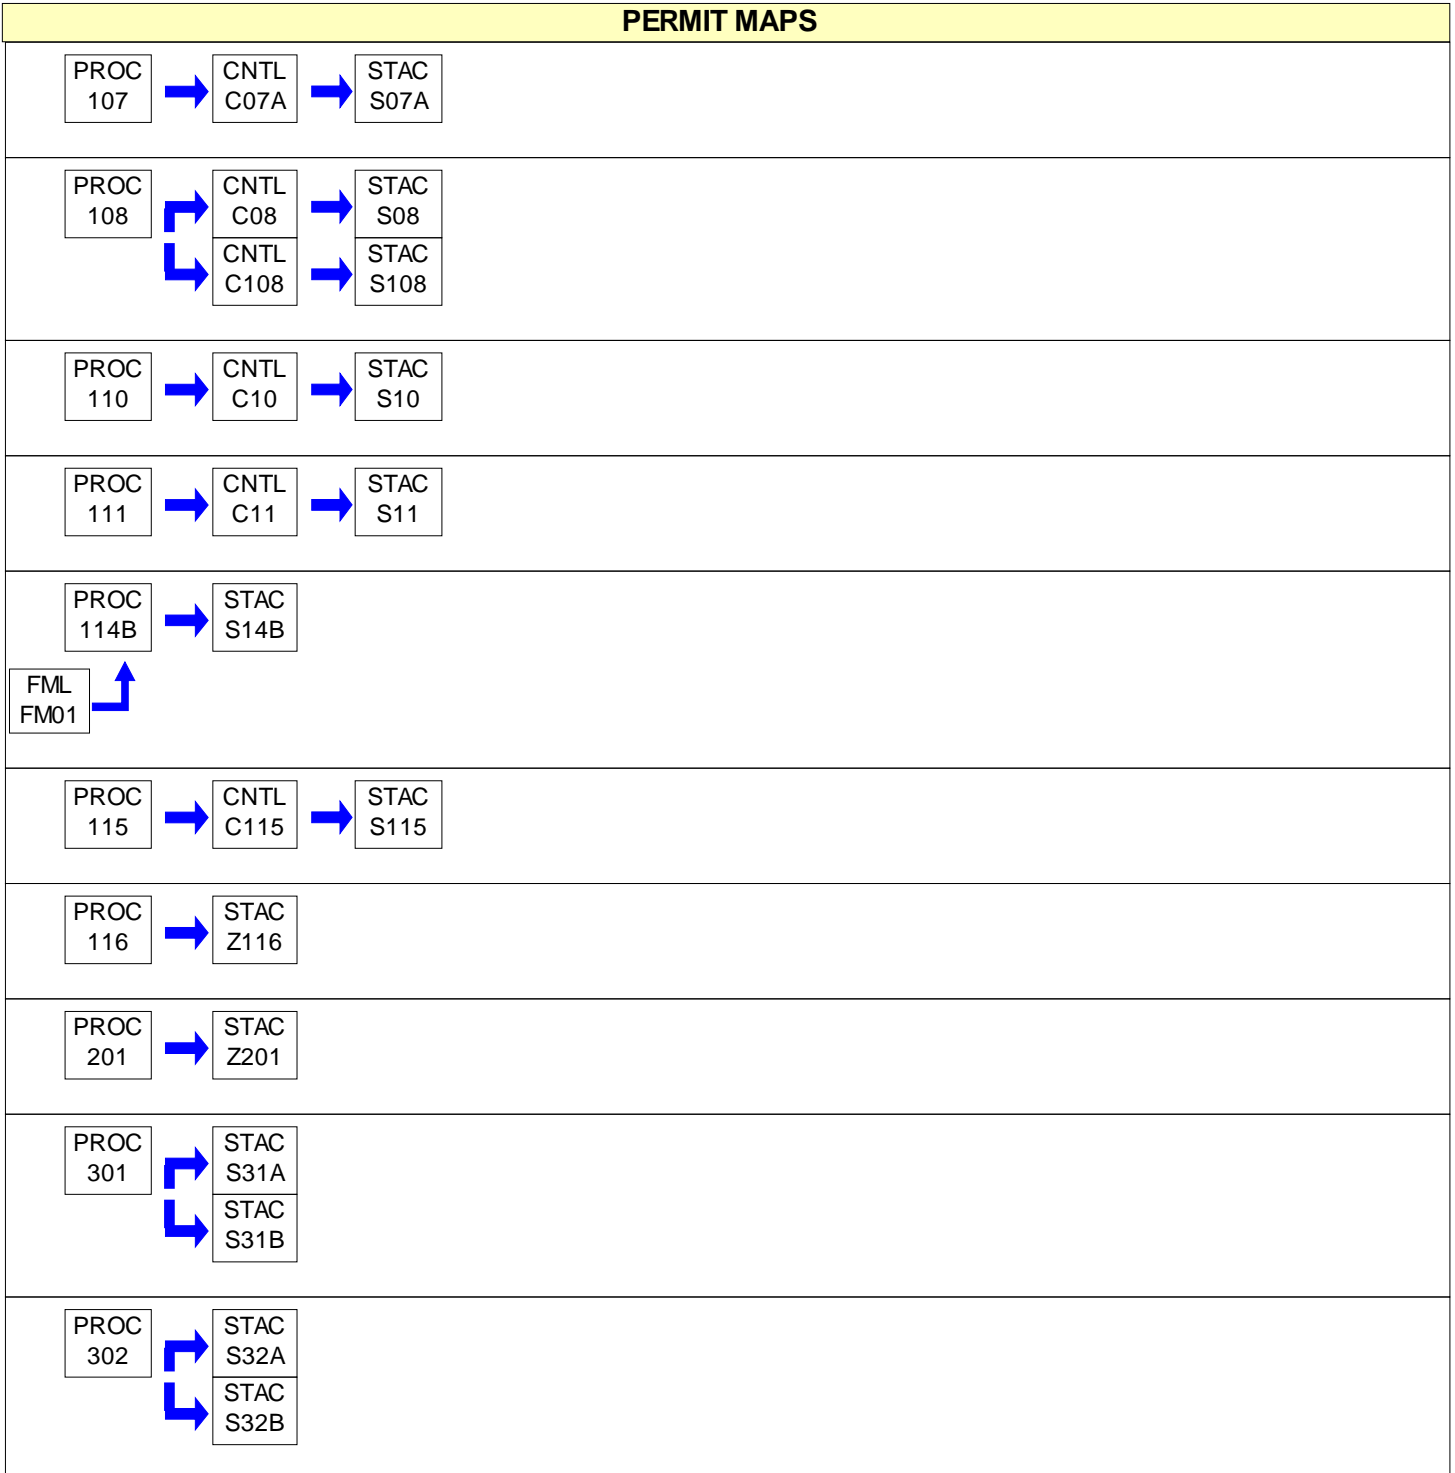 PERMIT MAPS
PROC CNTL STAC
107 C07A S07A
PROC CNTL STAC
108 C08 S08
CNTL STAC
C108 S108
PROC CNTL STAC
110 C10 S10
PROC CNTL STAC
111 C11 S11
PROC STAC
114B S14B
FML
FM01
PROC CNTL STAC
115 C115 S115
PROC STAC
116 Z116
PROC STAC
201 Z201
PROC STAC
301 S31A
STAC
S31B
PROC STAC
302 S32A
STAC
S32B